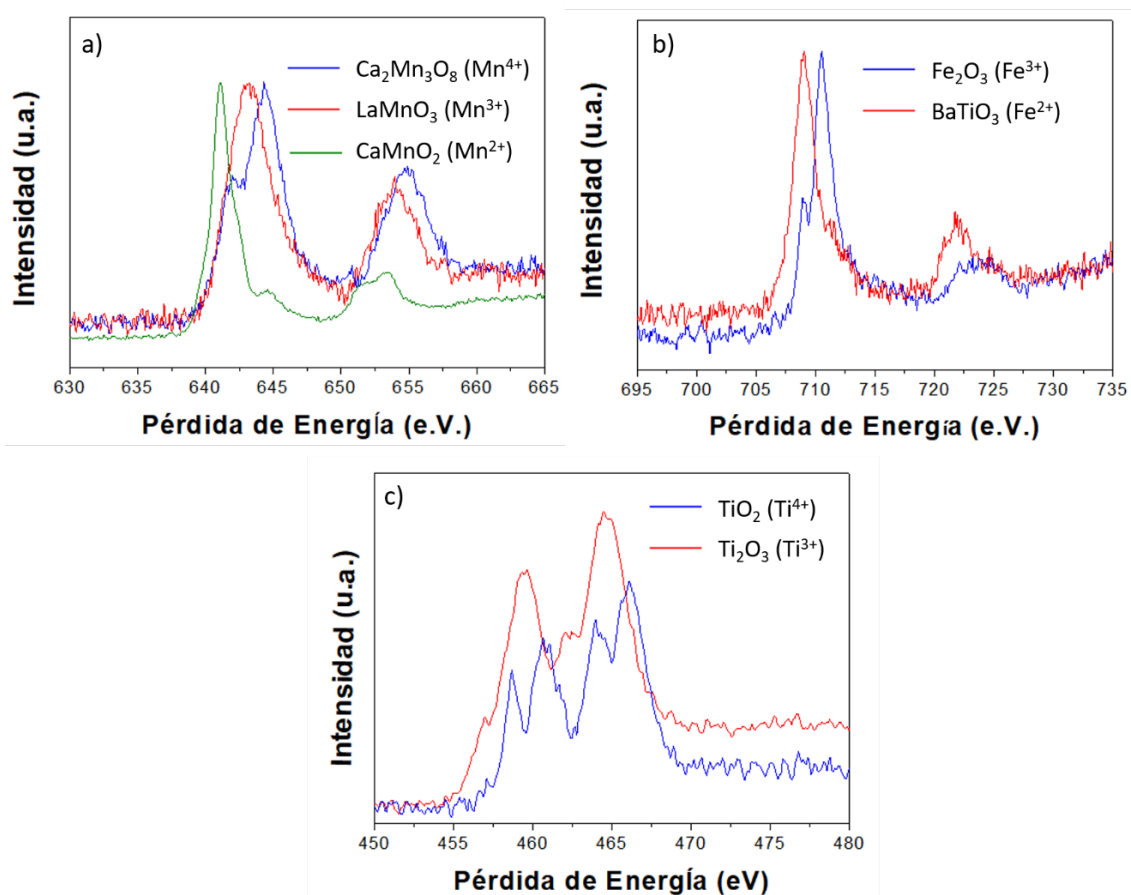 a)
Ca₂Mn₃O₈ (Mn⁴⁺)
LaMnO₃ (Mn³⁺)
CaMnO₂ (Mn²⁺)
Intensidad (u.a.)
630 635 640 645 650 655 660 665
Pérdida de Energía (e.V.)
b)
Fe₂O₃ (Fe³⁺)
BaTiO₃ (Fe²⁺)
Intensidad (u.a.)
695 700 705 710 715 720 725 730 735
Pérdida de Energía (e.V.)
c)
TiO₂ (Ti⁴⁺)
Ti₂O₃ (Ti³⁺)
Intensidad (u.a.)
450 455 460 465 470 475 480
Pérdida de Energía (eV)